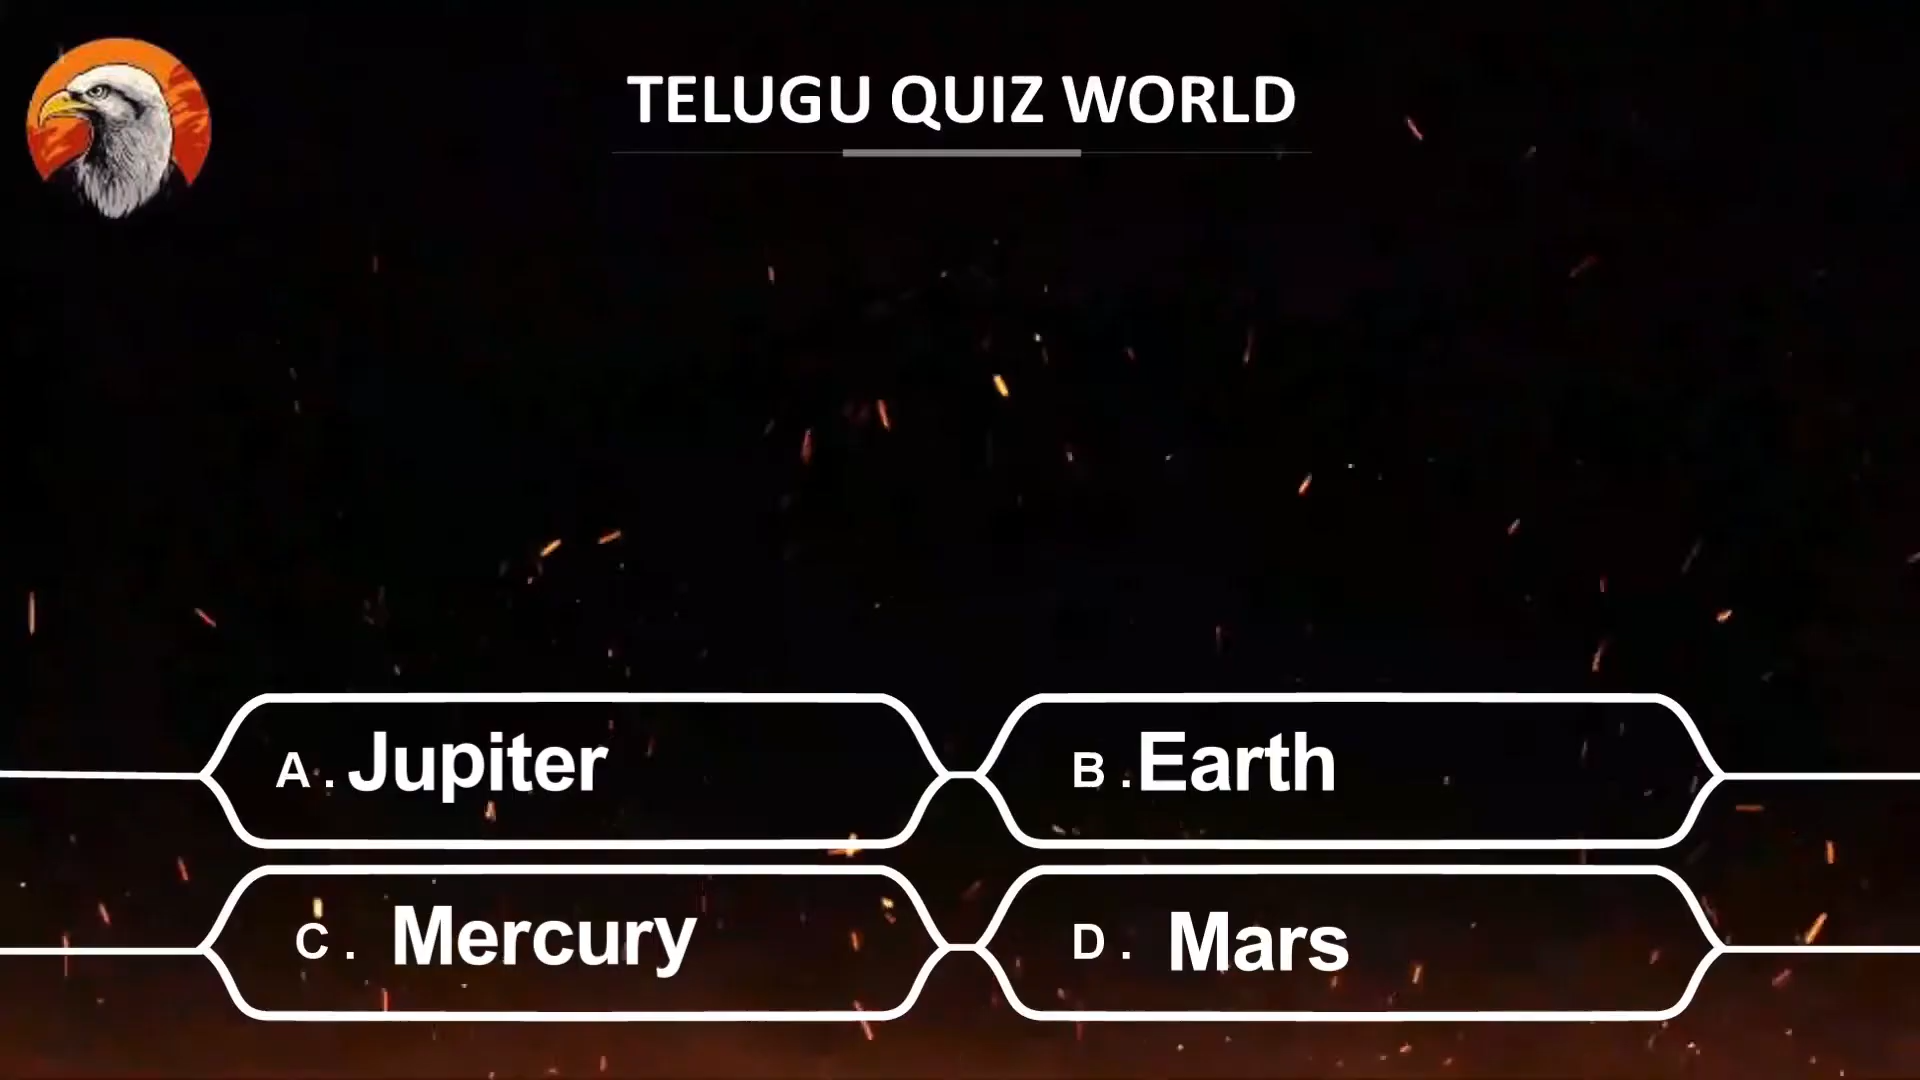 TELUGU QUIZ WORLD
A . Jupiter
B . Earth
C . Mercury
D . Mars